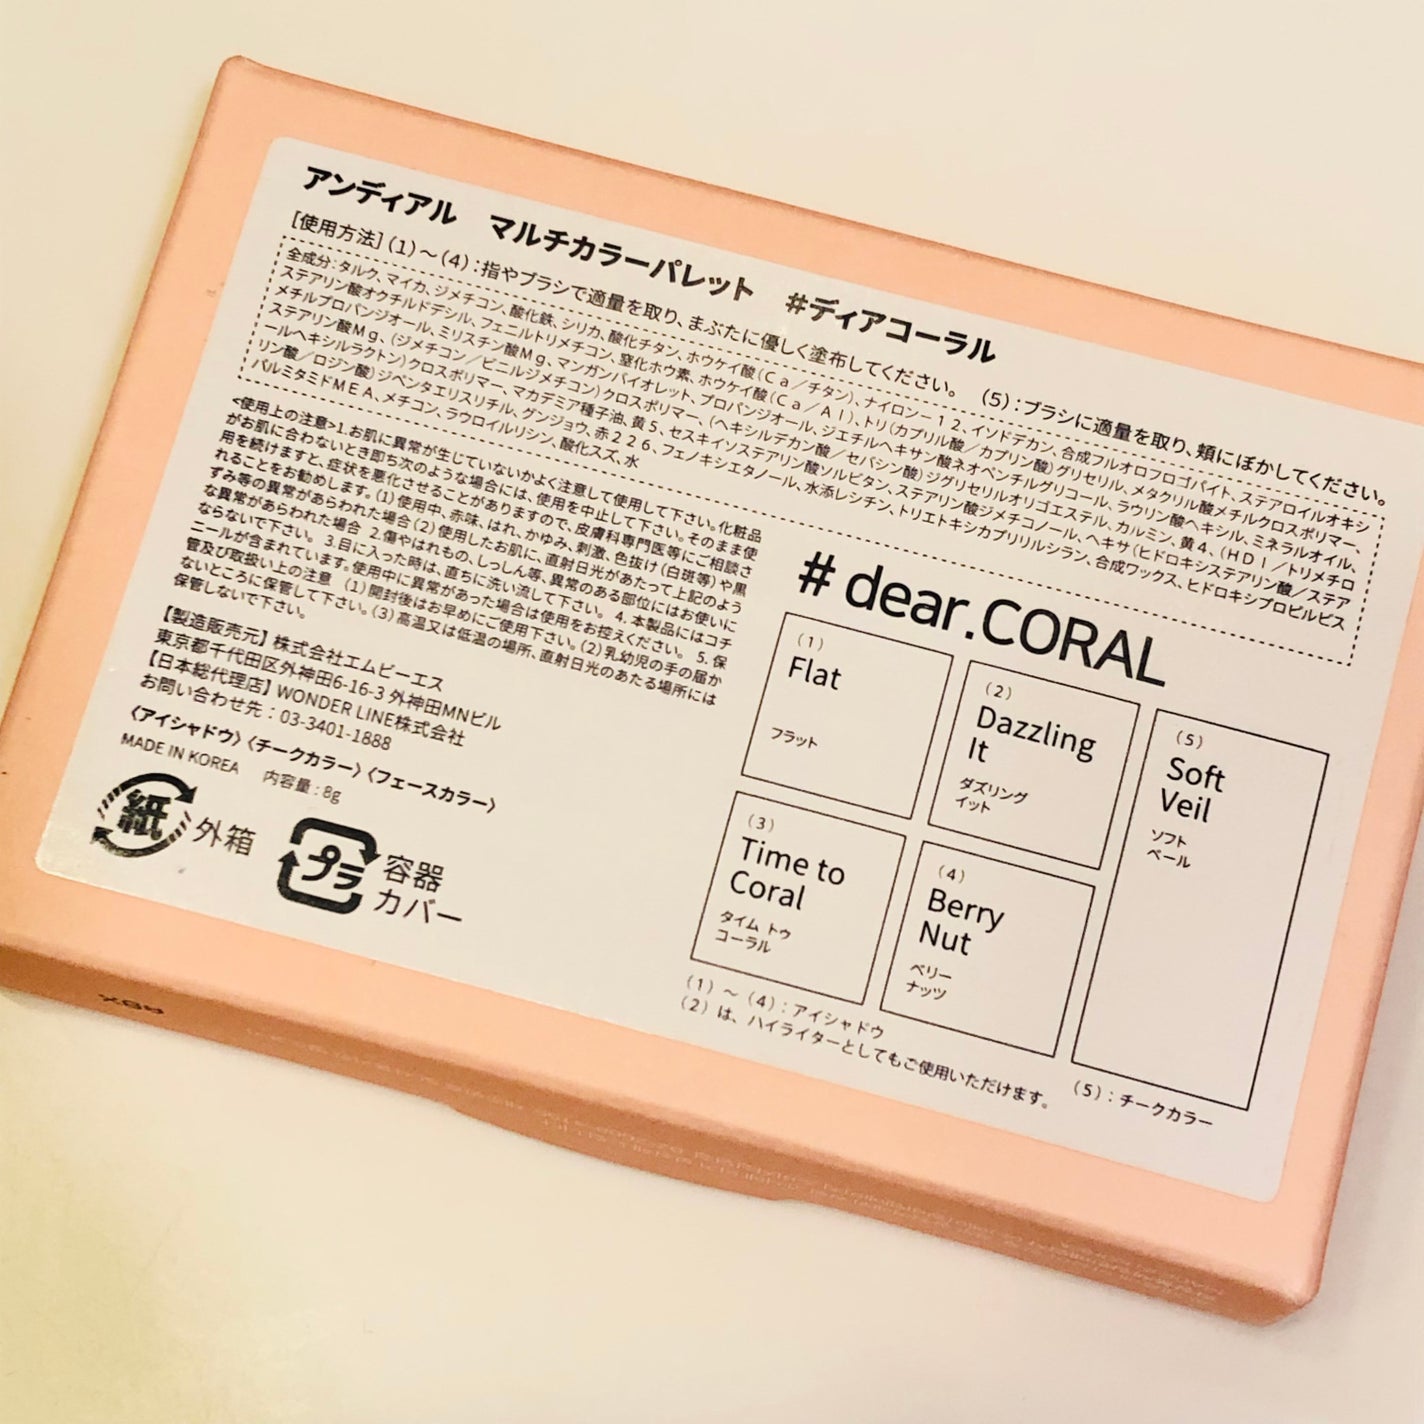 アンディアル　マルチカラーパレット　#ディアコーラル
[使用方法](1)～(4):指やブラシで適量を取り、まぶたに優しく塗布してください。 (5):ブラシに適量を取り、頬にぼかしてください。
全成分:タルク、マイカ、ジメチコン、酸化鉄、シリカ、酸化チタン、ホウケイ酸(Ca/チタン)、ナイロン-12、イソドデカン、合成フルオロフロゴパイト、ステアロイルオキシ
ステアリン酸オクチルドデシル、フェニルトリメチコン、窒化ホウ素、ホウケイ酸(Ca/Al)、トリ(カプリル酸/カプリン酸)グリセリル、メタクリル酸メチルクロスポリマー、
メチルプロパンジオール、ミリスチン酸Mg、マンガンバイオレット、プロパンジオール、ジエチルヘキサン酸ネオペンチルグリコール、ラウリン酸ヘキシル、ミネラルオイル、
ステアリン酸Mg、(ジメチコン/ビニルジメチコン)クロスポリマー、(ヘキシルデカン酸/セバシン酸)ジグリセリルオリゴエステル、カルミン、黄4、(HDI/トリメチロ
ールヘキシルラクトン)クロスポリマー、マカデミア種子油、黄5、セスキイソステアリン酸ソルビタン、ステアリン酸ジメチコノール、ヘキサ(ヒドロキシステアリン酸/ステア
リン酸/ロジン酸)ジペンタエリスリチル、グンジョウ、赤226、フェノキシエタノール、水添レシチン、トリエトキシカプリリルシラン、合成ワックス、ヒドロキシプロピルビス
パルミタミドMEA、メチコン、ラウロイルリシン、酸化スズ、水
<使用上の注意>1.お肌に異常が生じていないかよく注意して使用して下さい。化粧品
がお肌に合わないとき即ち次のような場合には、使用を中止して下さい。そのまま使
用を続けますと、症状を悪化させることがありますので、皮膚科専門医等にご相談さ
れることをお勧めします。(1)使用中、赤味、はれ、かゆみ、刺激、色抜け(白斑等)や黒
ずみ等の異常があらわれた場合(2)使用したお肌に、直射日光があたって上記のよう
な異常があらわれた場合 2.傷やはれもの、しっしん等、異常のある部位にはお使いに
ならないで下さい。 3.目に入った時は、直ちに洗い流して下さい。 4.本製品にはコチ
ニールが含まれています。使用中に異常があった場合は使用をお控えください。 5.保
管及び取扱い上の注意 (1)開封後はお早めにご使用下さい。(2)乳幼児の手の届か
ないところに保管して下さい。(3)高温又は低温の場所、直射日光のあたる場所には
保管しないで下さい。
【製造販売元】株式会社エムピーエス
東京都千代田区外神田6-16-3 外神田MNビル
【日本総代理店】WONDER LINE株式会社
お問い合わせ先：03-3401-1888
〈アイシャドウ〉〈チークカラー〉〈フェースカラー〉
MADE IN KOREA 内容量:8g
紙 外箱
プラ 容器
カバー
# dear.CORAL
(1)
Flat
フラット
(2)
Dazzling
It
ダズリング
イット
(3)
Time to
Coral
タイム トゥ
コーラル
(4)
Berry
Nut
ベリー
ナッツ
(5)
Soft
Veil
ソフト
ベール
(1)～(4):アイシャドウ
(2)は、ハイライターとしてもご使用いただけます。
(5):チークカラー